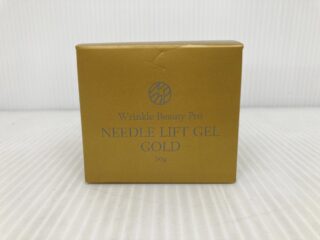 Wrinkle Beauty Pro
NEEDLE LIFT GEL
GOLD